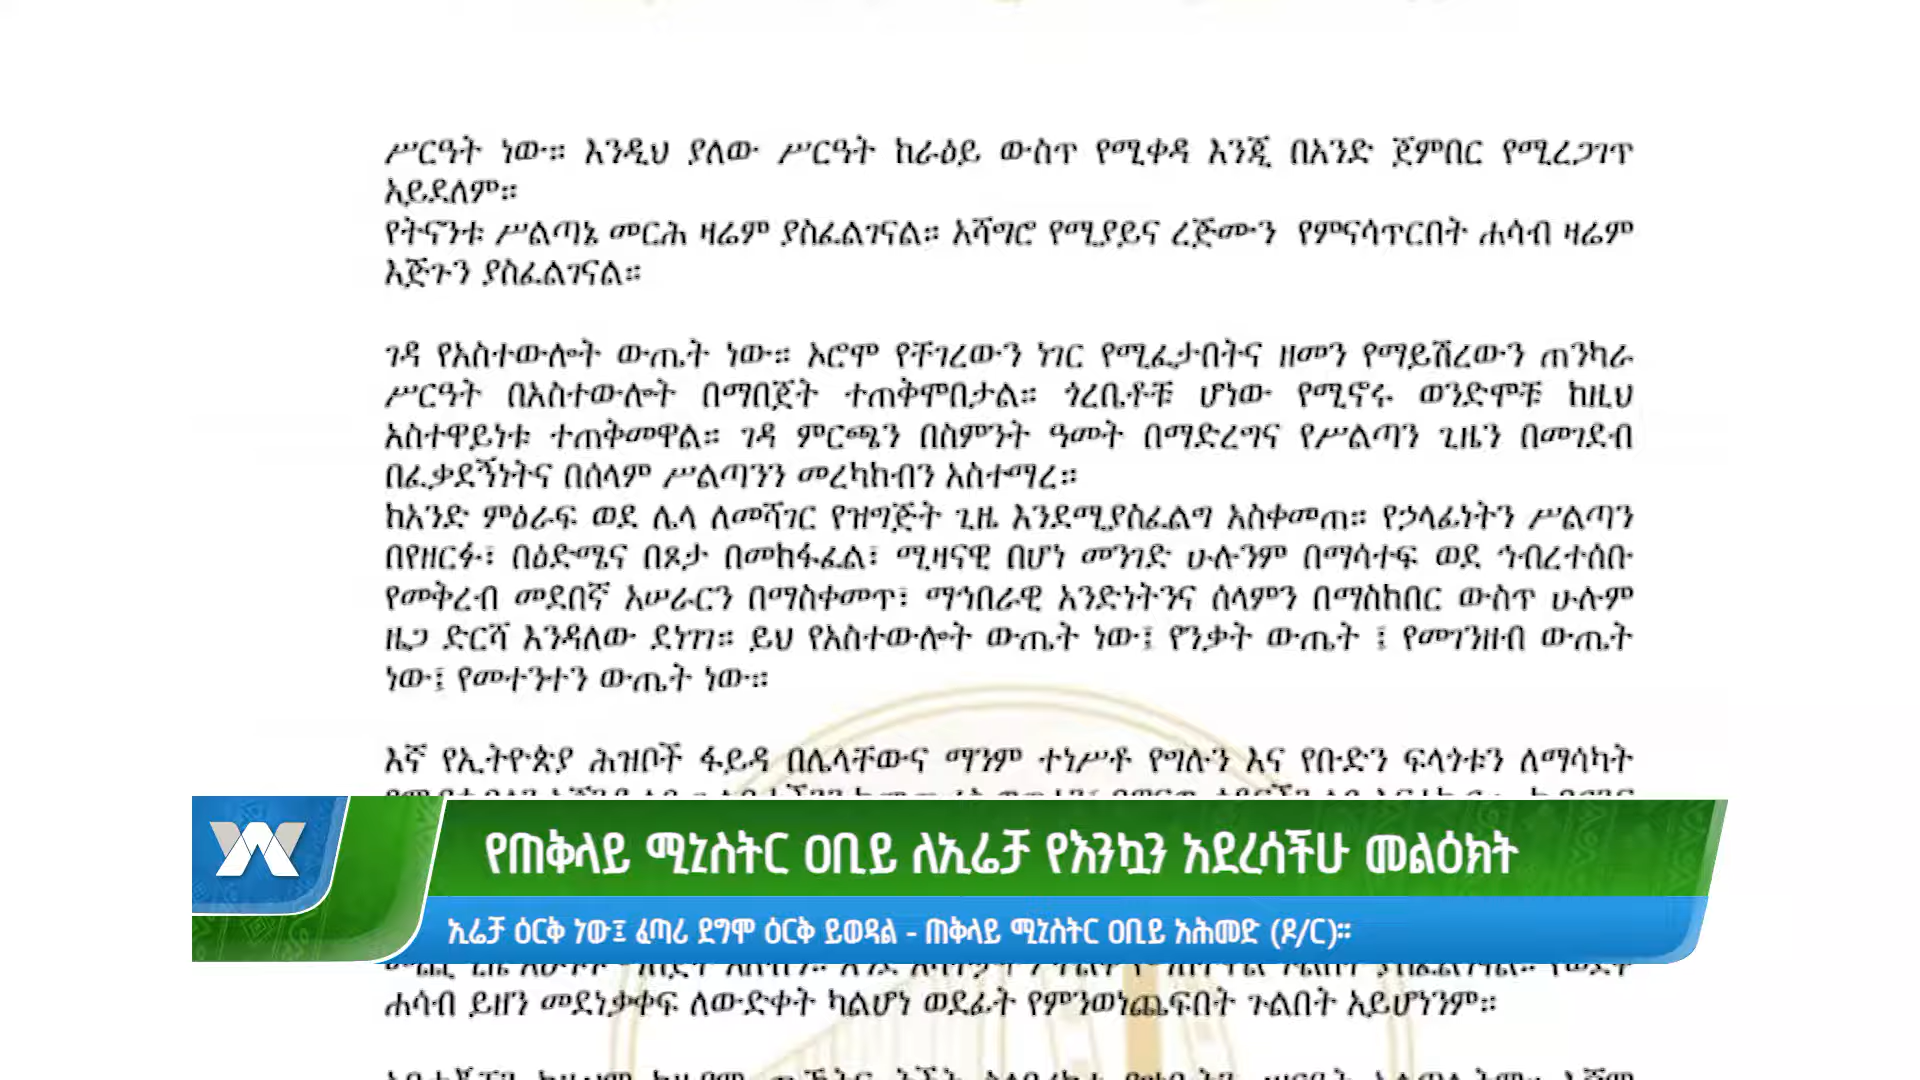 ሥርዓት ነው። እንዲህ ያለው ሥርዓት ከራዕይ ውስጥ የሚቀዳ እንጂ በአንድ ጀምበር የሚረጋገጥ
አይደለም።
የትናንቱ ሥልጣኔ መርሕ ዛሬም ያስፈልገናል። አሻግሮ የሚያይና ረጅሙን የምናሳጥርበት ሐሳብ ዛሬም
እጅጉን ያስፈልገናል።
ገዳ የአስተውሎት ውጤት ነው። ኦሮሞ የቸገረውን ነገር የሚፈታበትና ዘመን የማይሽረውን ጠንካራ
ሥርዓት በአስተውሎት በማበጀት ተጠቅሞበታል። ጎረቤቶቹ ሆነው የሚኖሩ ወንድሞቹ ከዚህ
አስተዋይነቱ ተጠቅመዋል። ገዳ ምርጫን በስምንት ዓመት በማድረግና የሥልጣን ጊዜን በመገደብ
በፈቃደኝነትና በሰላም ሥልጣንን መረካከብን አስተማረ።
ከአንድ ምዕራፍ ወደ ሌላ ለመሻገር የዝግጅት ጊዜ እንደሚያስፈልግ አስቀመጠ። የኃላፊነትን ሥልጣን
በየዘርፉ፣ በዕድሜና በጾታ በመከፋፈል፣ ሚዛናዊ በሆነ መንገድ ሁሉንም በማሳተፍ ወደ ኅብረተሰቡ
የመቅረብ መደበኛ አሠራርን በማስቀመጥ፣ ማኅበራዊ አንድነትንና ሰላምን በማስከበር ውስጥ ሁሉም
ዜጋ ድርሻ እንዳለው ደነገገ። ይህ የአስተውሎት ውጤት ነው፤ የንቃት ውጤት ፤ የመገንዘብ ውጤት
ነው፤ የመተንተን ውጤት ነው።
እኛ የኢትዮጵያ ሕዝቦች ፋይዳ በሌላቸውና ማንም ተነሥቶ የግሉን እና የቡድን ፍላጎቱን ለማሳካት
የጠቅላይ ሚኒስትር ዐቢይ ለኢሬቻ የእንኳን አደረሳችሁ መልዕክት
ኢሬቻ ዕርቅ ነው፤ ፈጣሪ ደግሞ ዕርቅ ይወዳል - ጠቅላይ ሚኒስትር ዐቢይ አሕመድ (ዶ/ር)።
ሐሳብ ይዘን መደነቃቀፍ ለውድቀት ካልሆነ ወደፊት የምንወነጨፍበት ጉልበት አይሆነንም።